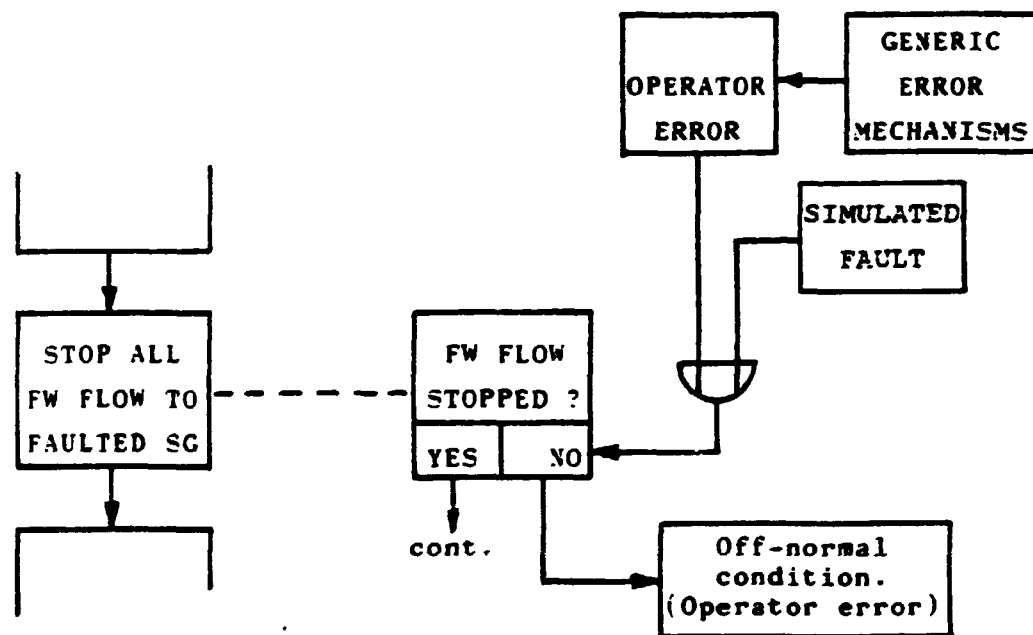 GENERIC
ERROR
MECHANISMS
OPERATOR
ERROR
SIMULATED
FAULT
STOP ALL
FW FLOW TO
FAULTED SG
FW FLOW
STOPPED ?
YES
NO
cont.
Off-normal
condition.
(Operator error)